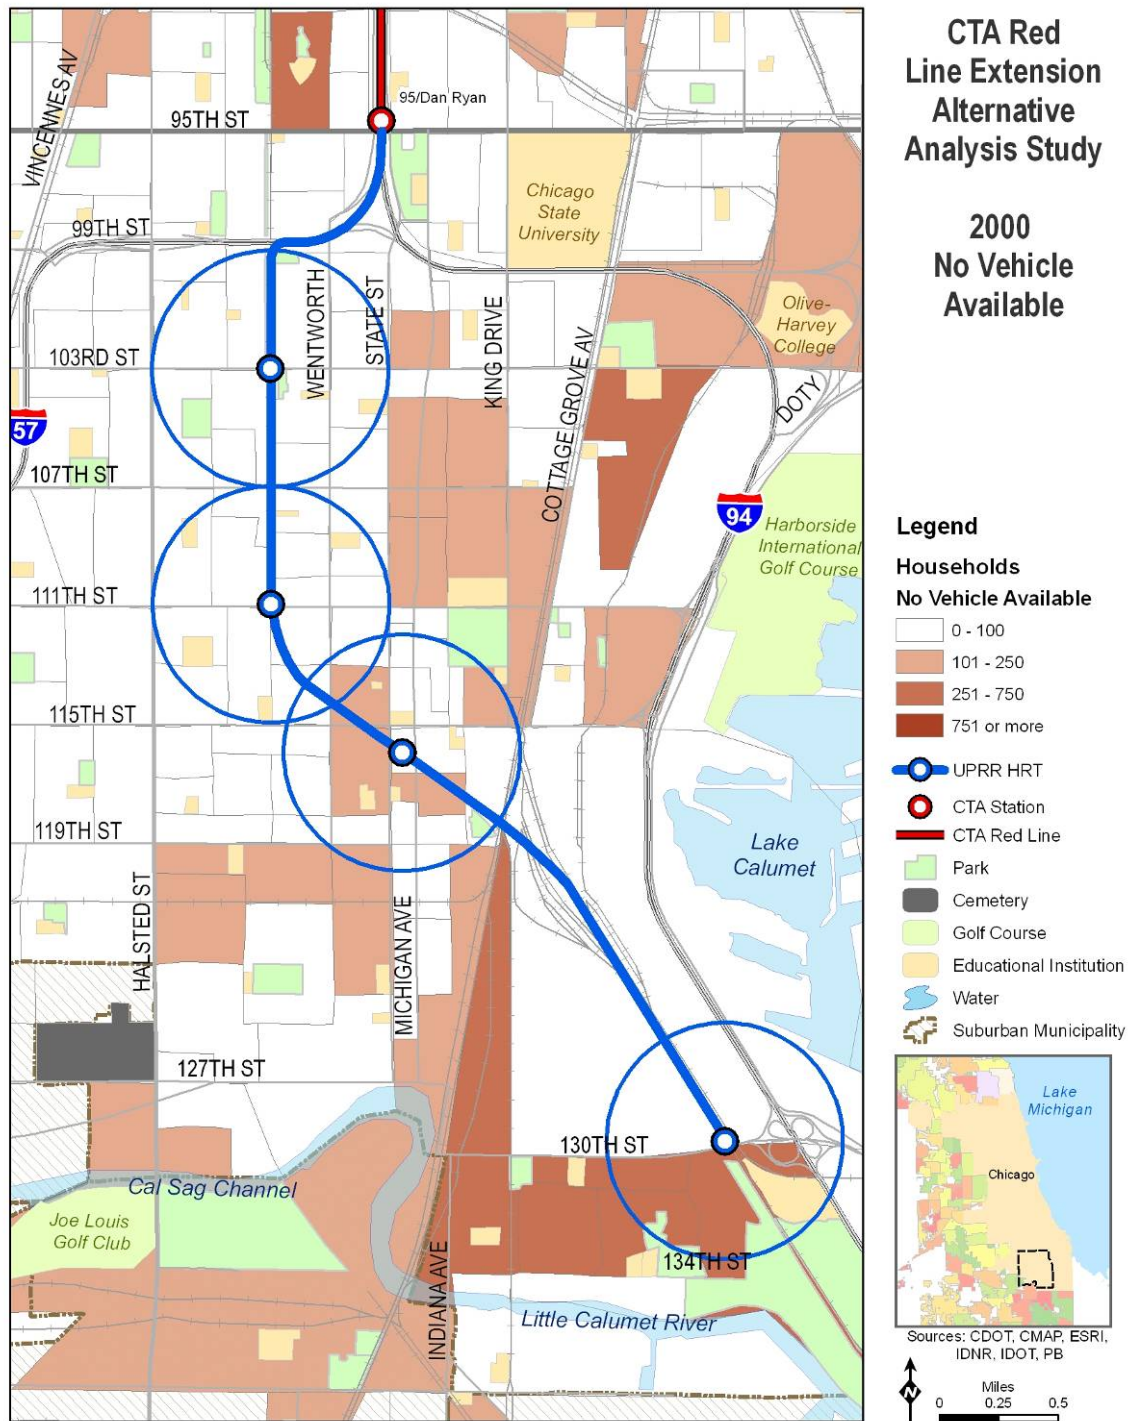 CTA Red
Line Extension
Alternative
Analysis Study
2000
No Vehicle
Available
VINCENNES AV
95/Dan Ryan
95TH ST
Chicago
State
University
99TH ST
WENTWORTH
STATE ST
KING DRIVE
COTTAGE GROVE AV
Olive-
Harvey
College
103RD ST
DOTY
57
107TH ST
94
Harborside
International
Golf Course
111TH ST
115TH ST
119TH ST
Lake
Calumet
HALSTED ST
MICHIGAN AVE
127TH ST
130TH ST
Cal Sag Channel
Joe Louis
Golf Club
134TH ST
INDIANA AVE
Little Calumet River
Legend
Households
No Vehicle Available
0 - 100
101 - 250
251 - 750
751 or more
UPRR HRT
CTA Station
CTA Red Line
Park
Cemetery
Golf Course
Educational Institution
Water
Suburban Municipality
Lake
Michigan
Chicago
Sources: CDOT, CMAP, ESRI,
IDNR, IDOT, PB
N
Miles
0 0.25 0.5